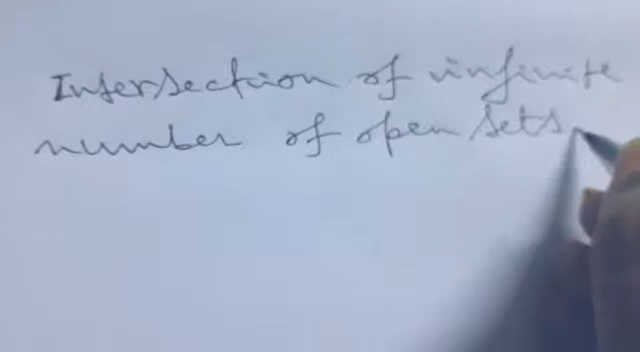 Intersection of infinite
number of open sets